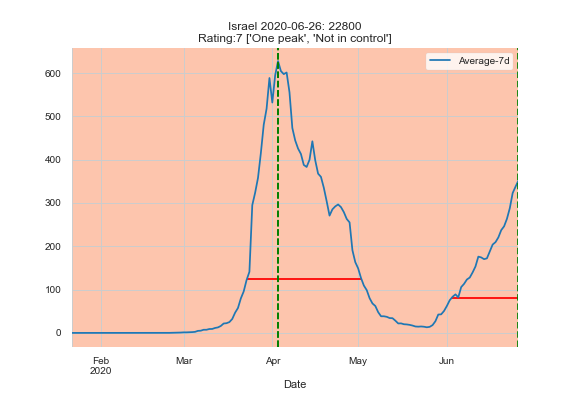 Israel 2020-06-26: 22800
Rating:7 ['One peak', 'Not in control']
Average-7d
600
500
400
300
200
100
0
Feb
2020
Mar
Apr
May
Jun
Date